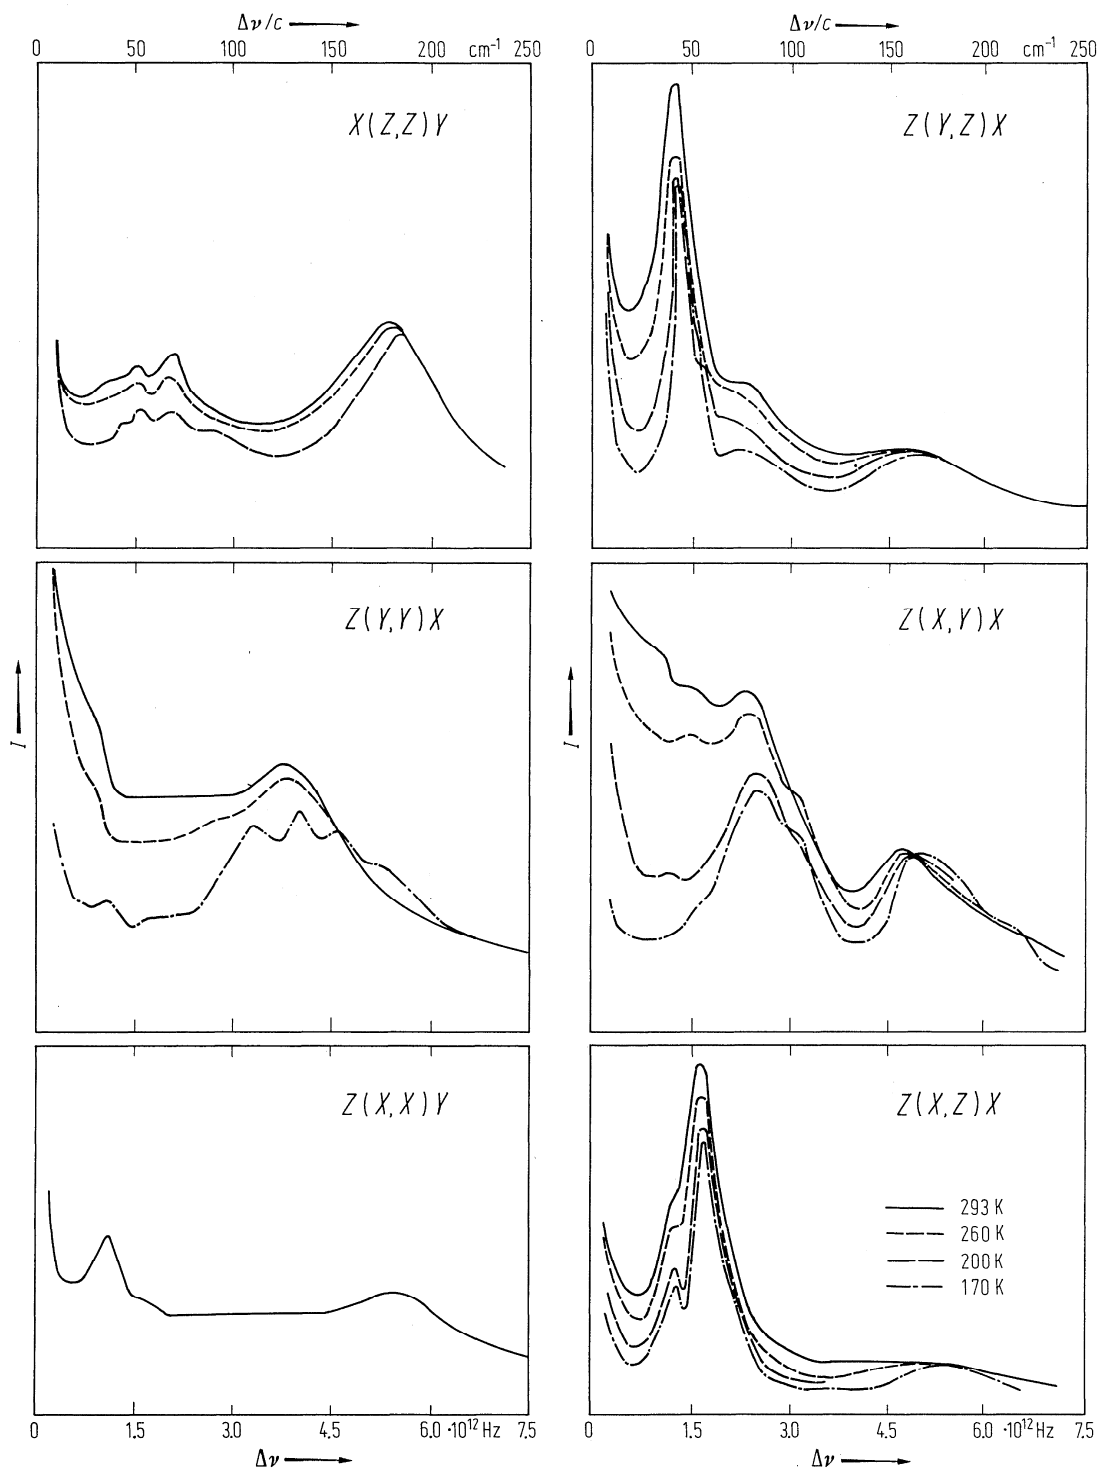 Δν/c
Δν/c
0 50 100 150 200 cm⁻¹ 250
0 50 100 150 200 cm⁻¹ 250
X(Z,Z)Y
Z(Y,Z)X
Z(Y,Y)X
Z(X,Y)X
I
I
Z(X,X)Y
Z(X,Z)X
293 K
260 K
200 K
170 K
0 1.5 3.0 4.5 6.0 ·10¹² Hz 7.5
0 1.5 3.0 4.5 6.0 ·10¹² Hz 7.5
Δν
Δν